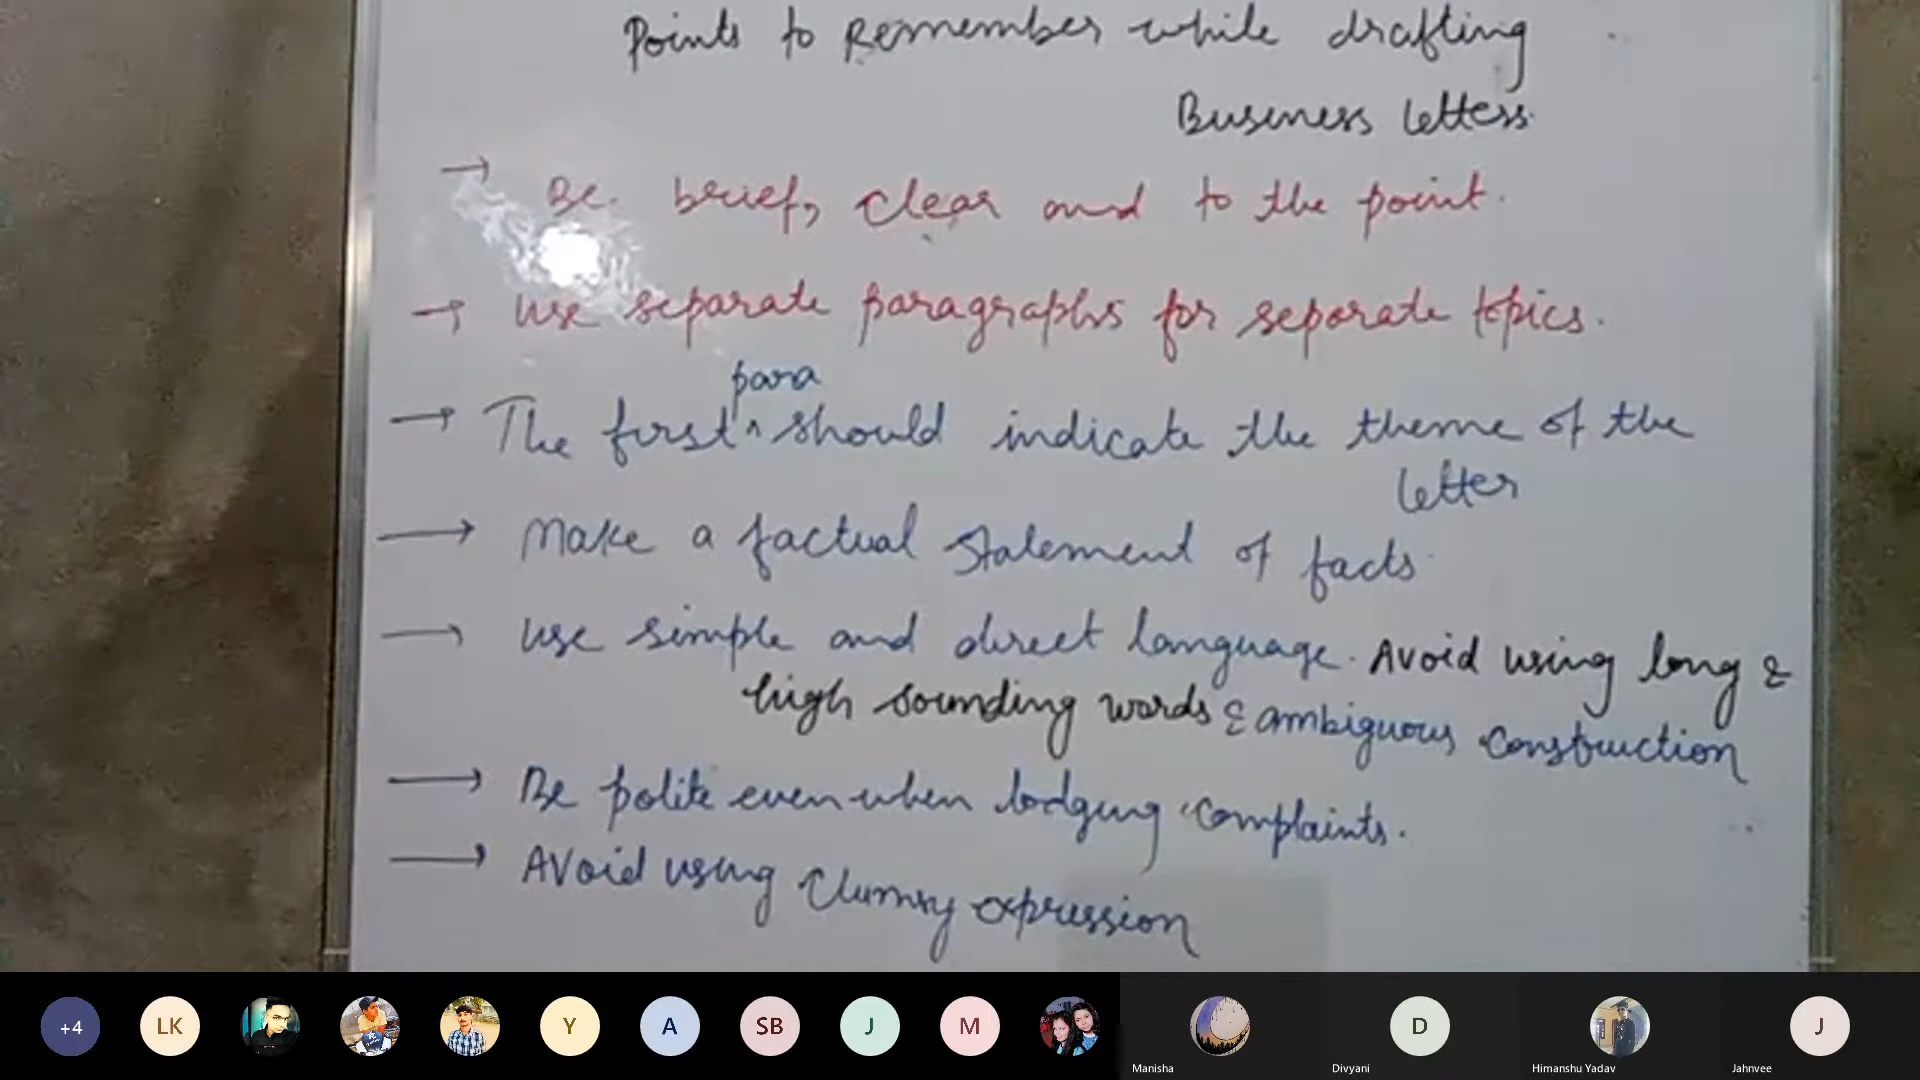 Points to Remember while drafting
Business letters.
→ Be brief, clear and to the point.
→ Use separate paragraphs for separate topics.
para
→ The first ^ should indicate the theme of the
letter
→ Make a factual statement of facts.
→ Use simple and direct language. Avoid using long &
high sounding words & ambiguous construction
→ Be polite even when lodging complaints.
→ Avoid using Clumsy expression
+4 LK Y A SB J M D J
Manisha Divyani Himanshu Yadav Jahnvee